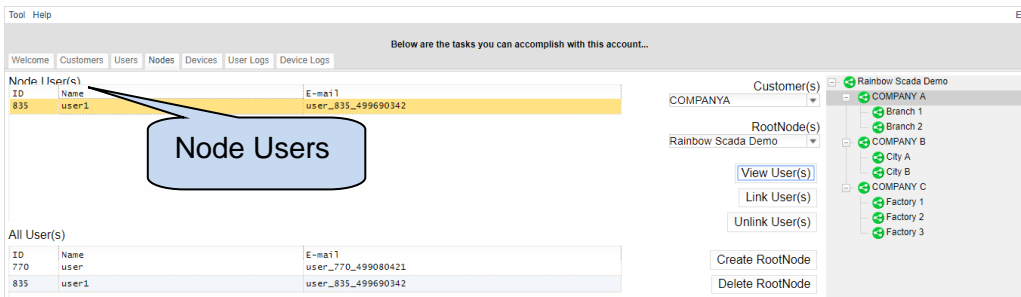 Tool Help E
Below are the tasks you can accomplish with this account...
Welcome Customers Users Nodes Devices User Logs Device Logs
Node User(s)
ID Name E-mail
835 user1 user_835_499690342
Node Users
All User(s)
ID Name E-mail
770 user user_770_499080421
835 user1 user_835_499690342
Customer(s)
COMPANYA
RootNode(s)
Rainbow Scada Demo
View User(s)
Link User(s)
Unlink User(s)
Create RootNode
Delete RootNode
Rainbow Scada Demo
COMPANY A
Branch 1
Branch 2
COMPANY B
City A
City B
COMPANY C
Factory 1
Factory 2
Factory 3